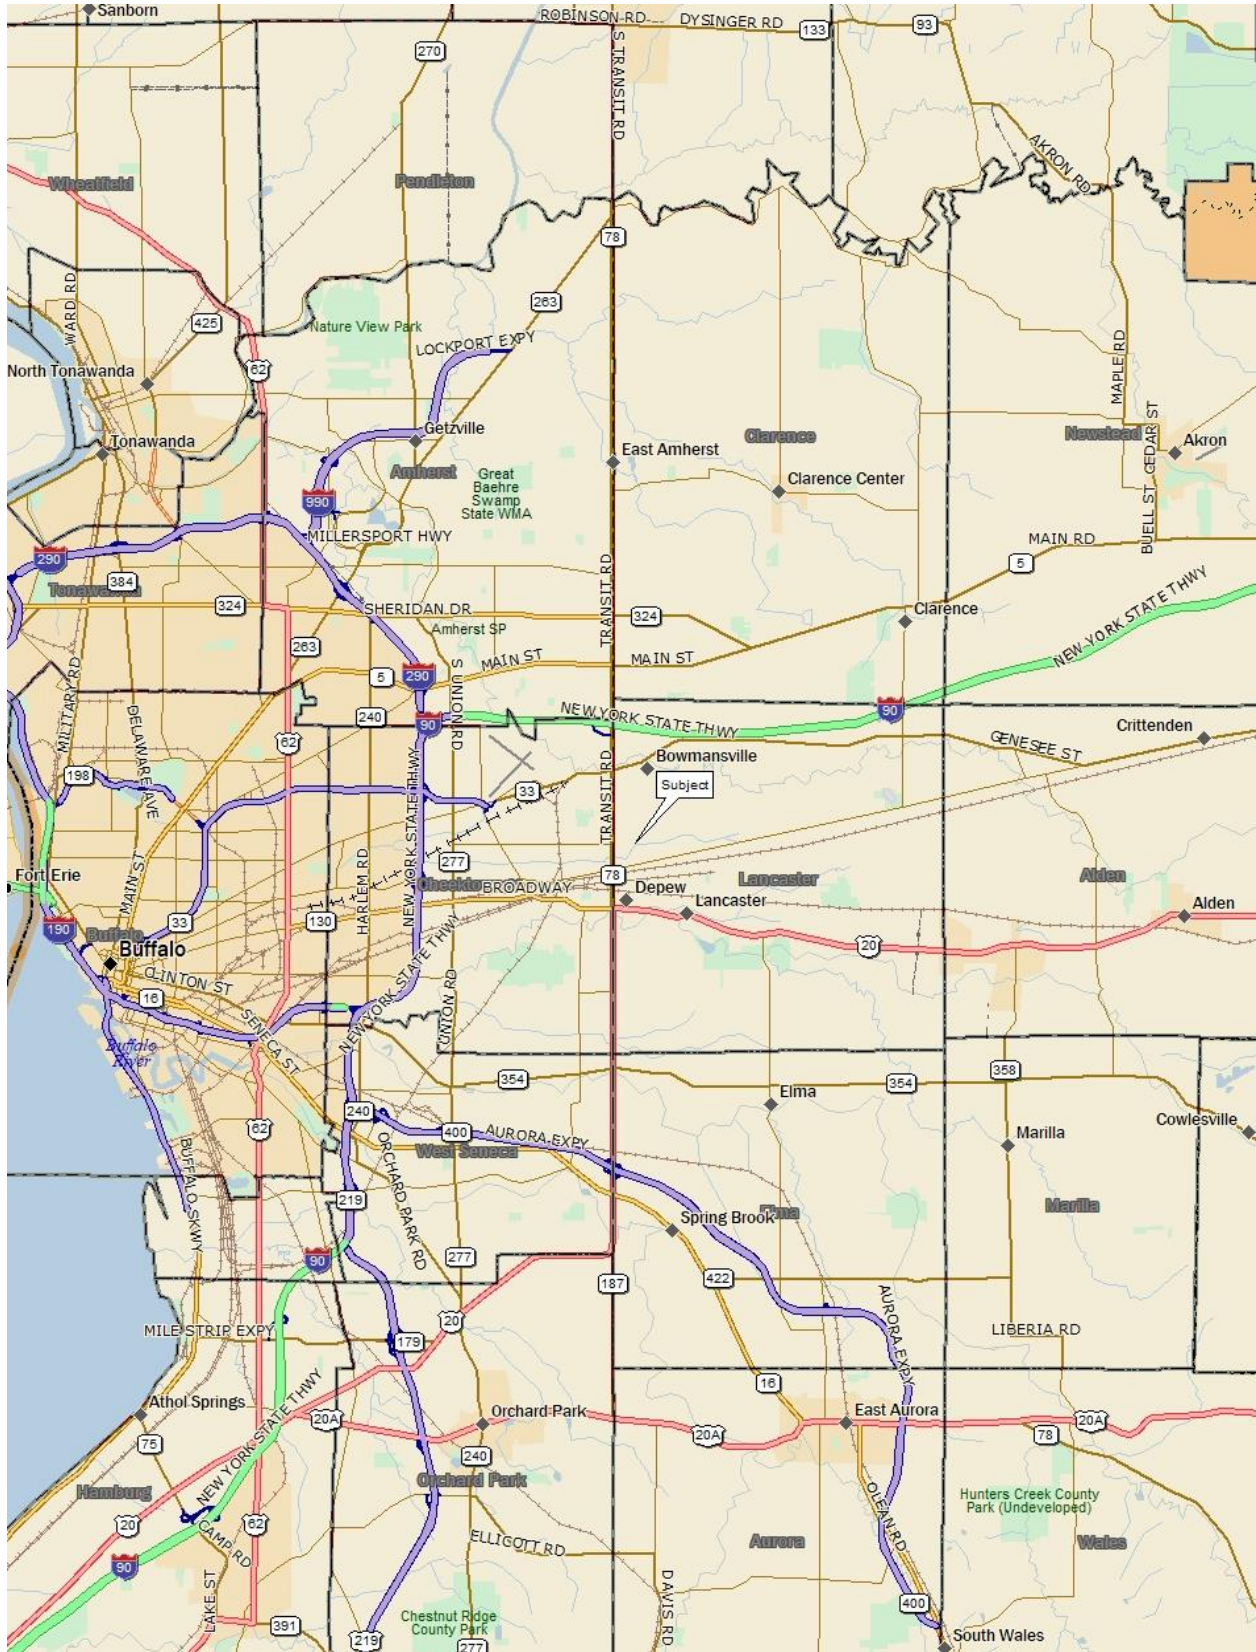 Sanborn
ROBINSON RD
DYSINGER RD
133
93
270
S TRANSIT RD
AKRON RD
Wheatfield
Pendleton
78
263
WARD RD
425
Nature View Park
LOCKPORT EXPY
62
North Tonawanda
MAPLE RD
Tonawanda
Getzville
East Amherst
Clarence
Newstead
Akron
Amherst
Great
Baehre
Swamp
State WMA
Clarence Center
BUELL ST
CEDAR ST
990
MILLERSPORT HWY
MAIN RD
290
5
384
TRANSIT RD
NEW YORK STATE THWY
324
SHERIDAN DR
324
Clarence
Amherst SP
263
MAIN ST
MAIN ST
S UNION RD
5
290
MILITARY RD
DELAWARE AVE
240
90
NEW YORK STATE THWY
90
62
GENESEE ST
Crittenden
Bowmansville
198
33
Subject
TRANSIT RD
NEW YORK STATE THWY
HARLEM RD
277
Fort Erie
MAIN ST
78
BROADWAY
Depew
Lancaster
Alden
Lancaster
Alden
33
130
190
Buffalo
Buffalo
20
NEW YORK STATE THWY
CLINTON ST
16
SENECA ST
UNION RD
Buffalo
River
354
354
358
Elma
62
240
400
AURORA EXPY
Marilla
Cowlesville
West Seneca
ORCHARD PARK RD
BUFFALO SKWY
219
Elma
Marilla
Spring Brook
90
277
422
187
AURORA EXPY
20
MILE STRIP EXPY
179
LIBERIA RD
16
Athol Springs
NEW YORK STATE THWY
20A
Orchard Park
East Aurora
20A
20A
78
75
240
Hamburg
Orchard Park
OLEAN RD
Hunters Creek County
Park (Undeveloped)
20
62
CAMP RD
ELLICOTT RD
Aurora
Wales
90
LAKE ST
DAVIS RD
400
391
219
Chestnut Ridge
County Park
277
South Wales